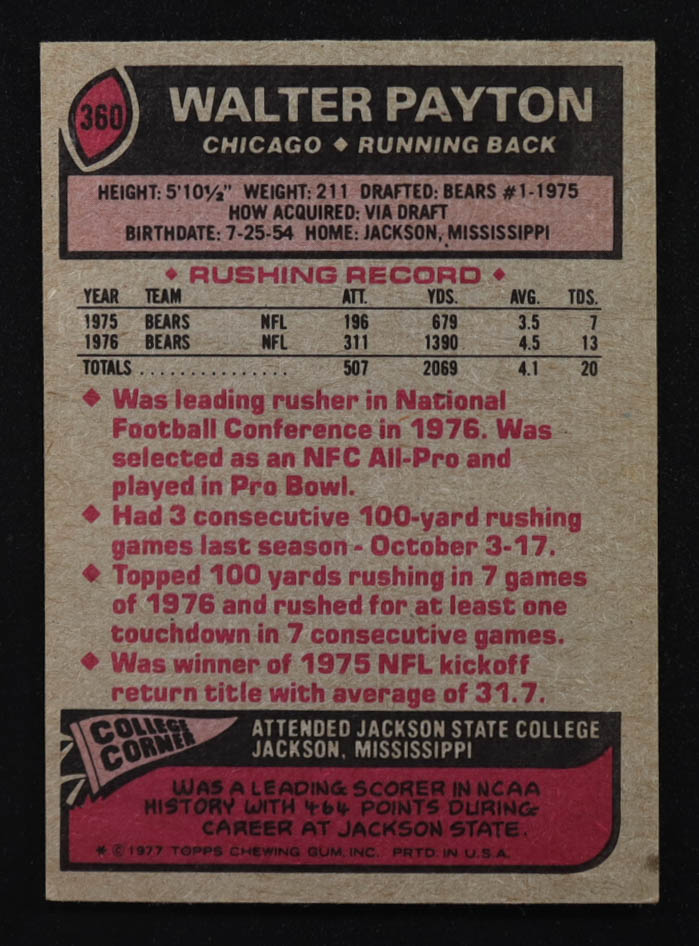 360
WALTER PAYTON
CHICAGO ♦ RUNNING BACK
HEIGHT: 5'10½" WEIGHT: 211 DRAFTED: BEARS #1-1975
HOW ACQUIRED: VIA DRAFT
BIRTHDATE: 7-25-54 HOME: JACKSON, MISSISSIPPI
♦ RUSHING RECORD ♦
YEAR TEAM ATT. YDS. AVG. TDS.
1975 BEARS NFL 196 679 3.5 7
1976 BEARS NFL 311 1390 4.5 13
TOTALS . . . . . . . . . . . . . . . 507 2069 4.1 20
♦ Was leading rusher in National
Football Conference in 1976. Was
selected as an NFC All-Pro and
played in Pro Bowl.
♦ Had 3 consecutive 100-yard rushing
games last season - October 3-17.
♦ Topped 100 yards rushing in 7 games
of 1976 and rushed for at least one
touchdown in 7 consecutive games.
♦ Was winner of 1975 NFL kickoff
return title with average of 31.7.
COLLEGE
CORNER
ATTENDED JACKSON STATE COLLEGE
JACKSON, MISSISSIPPI
WAS A LEADING SCORER IN NCAA
HISTORY WITH 464 POINTS DURING
CAREER AT JACKSON STATE.
* © 1977 TOPPS CHEWING GUM, INC. PRTD. IN U.S.A.